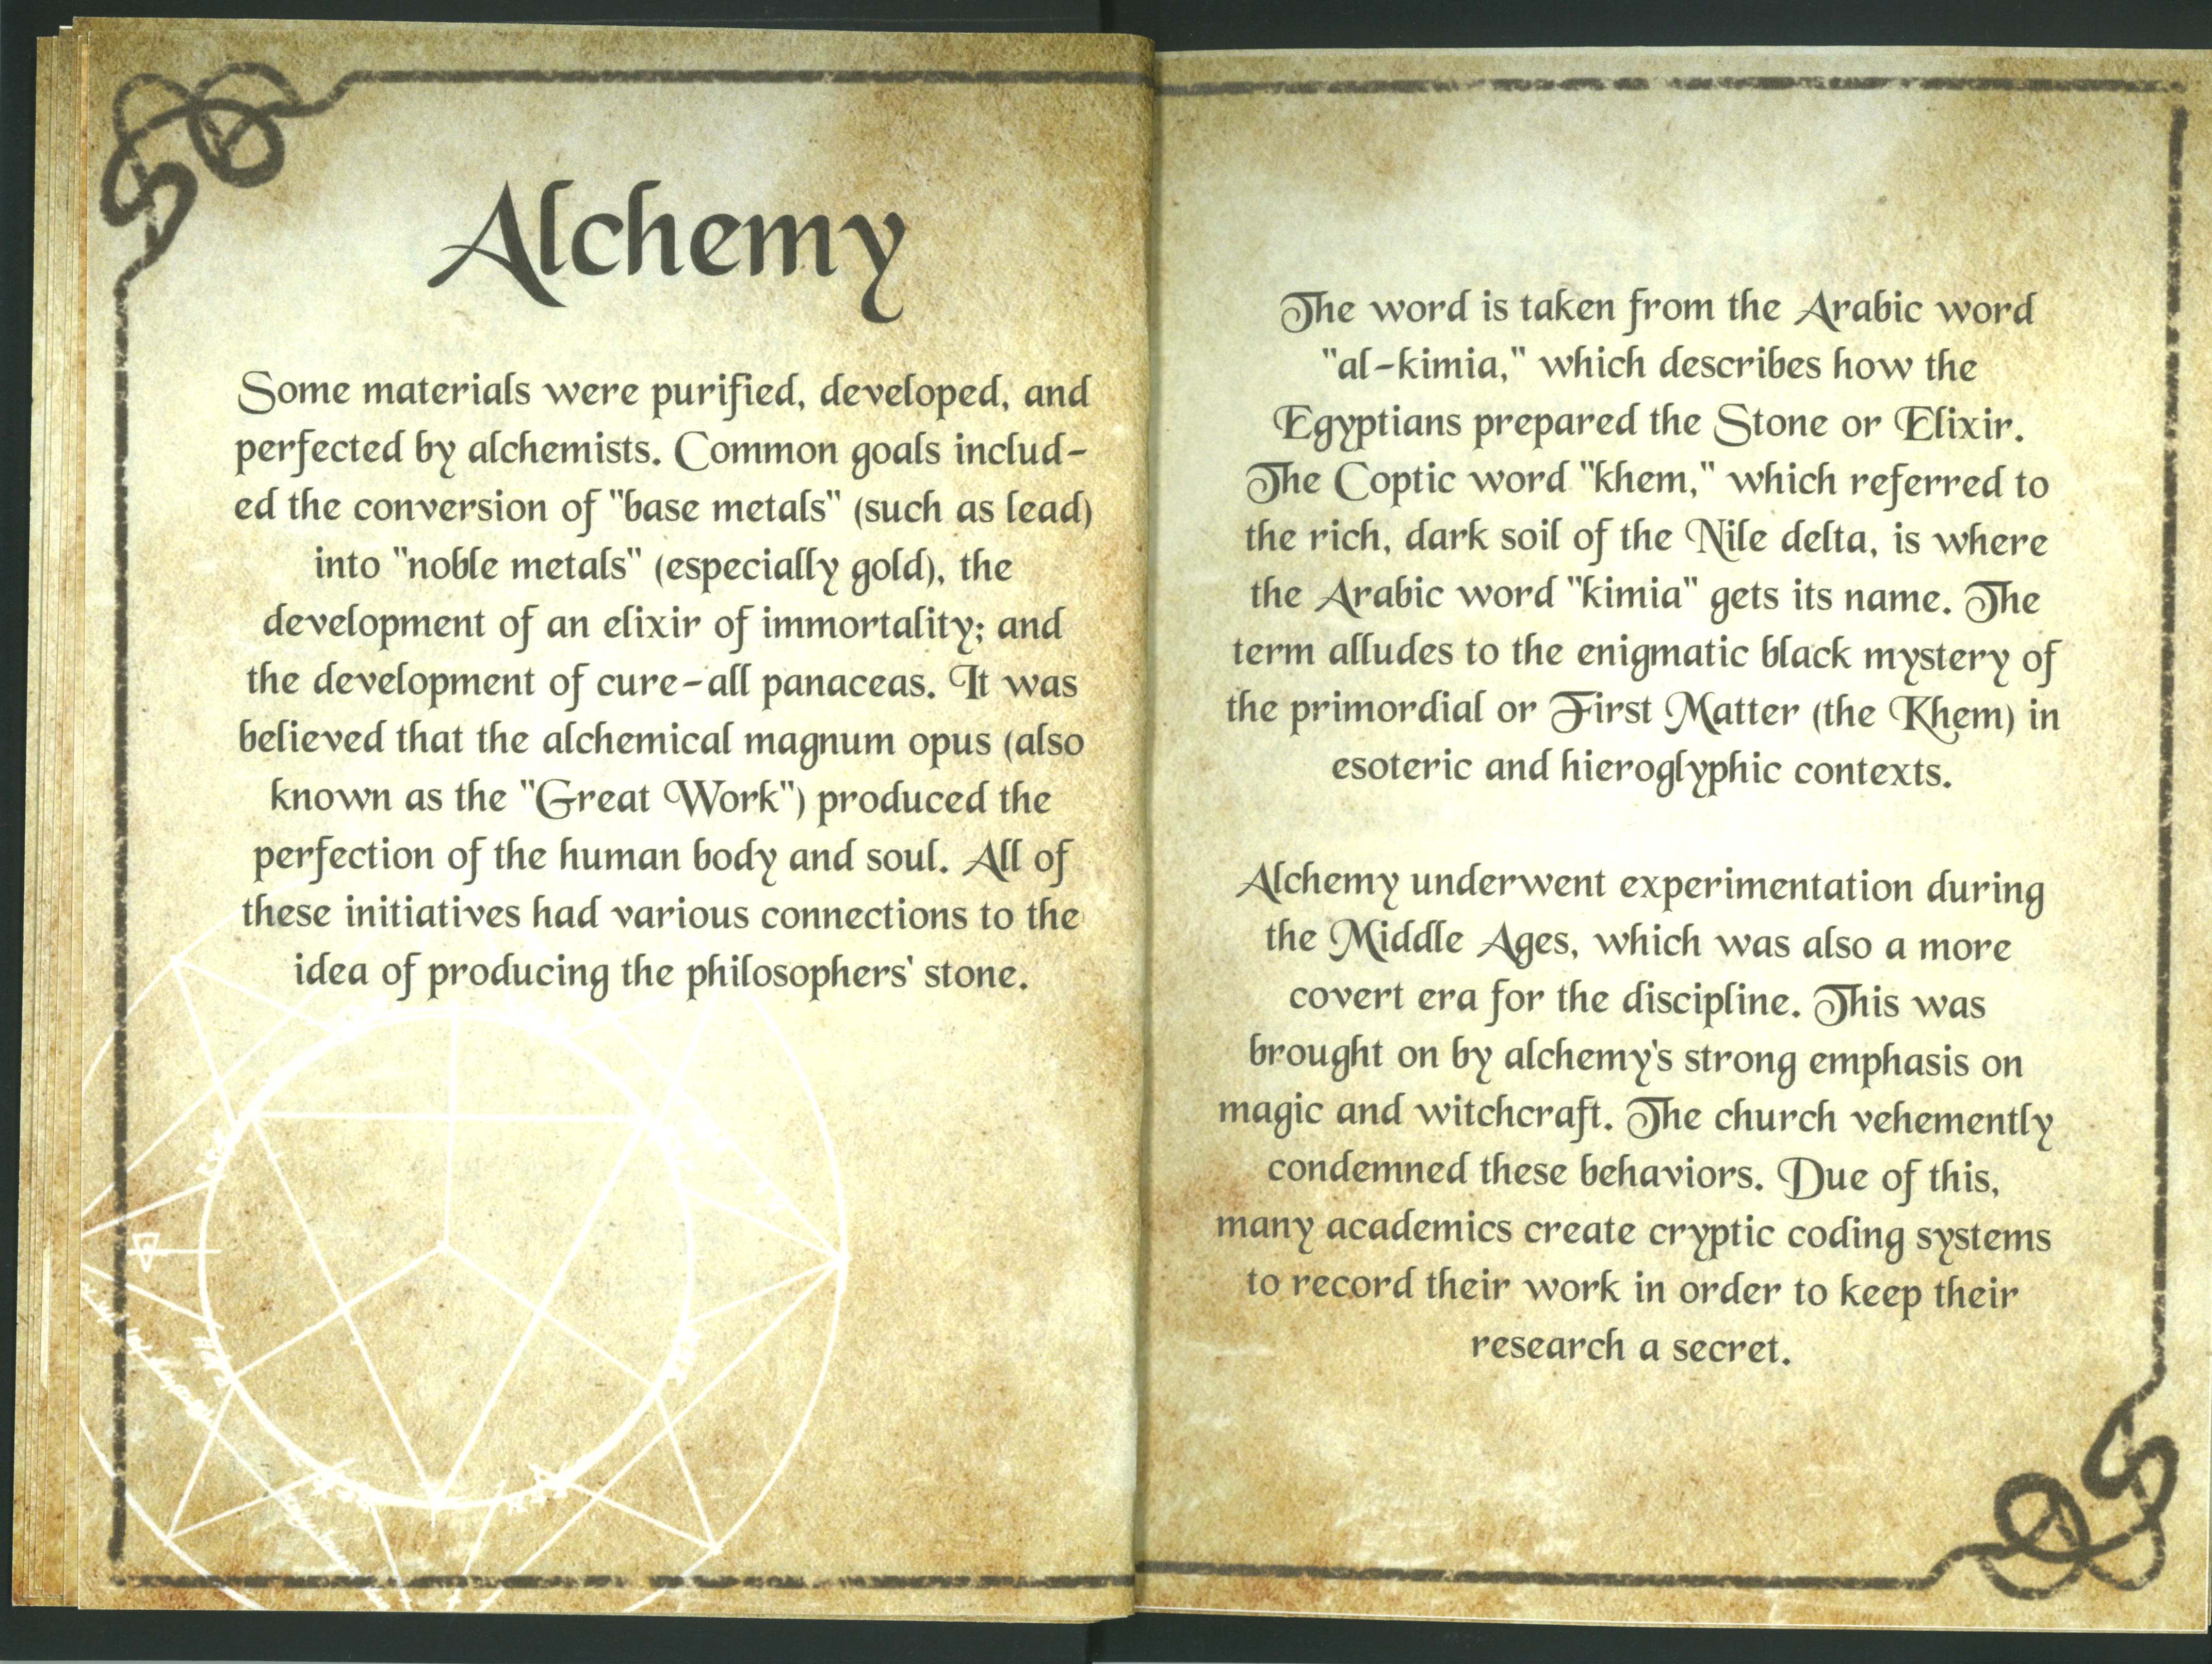 Alchemy
Some materials were purified, developed, and
perfected by alchemists. Common goals includ-
ed the conversion of "base metals" (such as lead)
into "noble metals" (especially gold), the
development of an elixir of immortality; and
the development of cure-all panaceas. It was
believed that the alchemical magnum opus (also
known as the "Great Work") produced the
perfection of the human body and soul. All of
these initiatives had various connections to the
idea of producing the philosophers' stone.
The word is taken from the Arabic word
"al-kimia," which describes how the
Egyptians prepared the Stone or Elixir.
The Coptic word "khem," which referred to
the rich, dark soil of the Nile delta, is where
the Arabic word "kimia" gets its name. The
term alludes to the enigmatic black mystery of
the primordial or First Matter (the Khem) in
esoteric and hieroglyphic contexts.
Alchemy underwent experimentation during
the Middle Ages, which was also a more
covert era for the discipline. This was
brought on by alchemy's strong emphasis on
magic and witchcraft. The church vehemently
condemned these behaviors. Due of this,
many academics create cryptic coding systems
to record their work in order to keep their
research a secret.